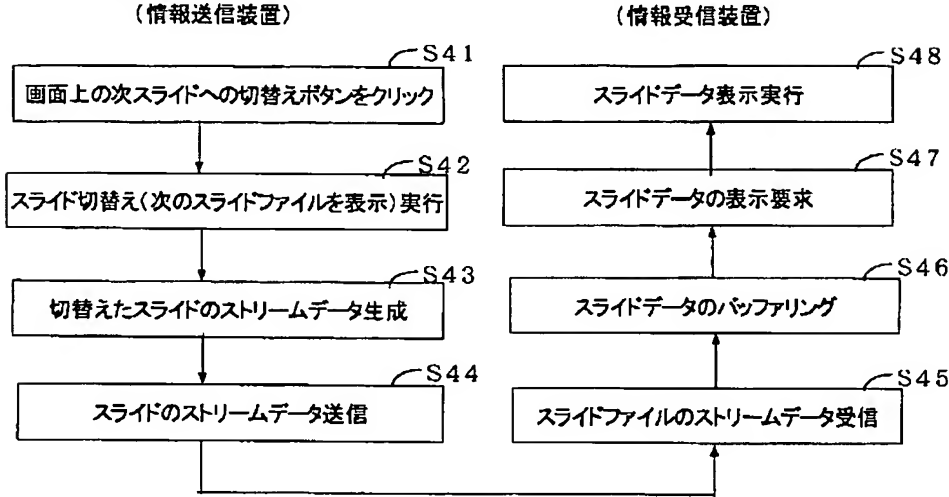 (情報送信装置)
S41
画面上の次スライドへの切替えボタンをクリック
S42
スライド切替え(次のスライドファイルを表示)実行
S43
切替えたスライドのストリームデータ生成
S44
スライドのストリームデータ送信
(情報受信装置)
S48
スライドデータ表示実行
S47
スライドデータの表示要求
S46
スライドデータのバッファリング
S45
スライドファイルのストリームデータ受信